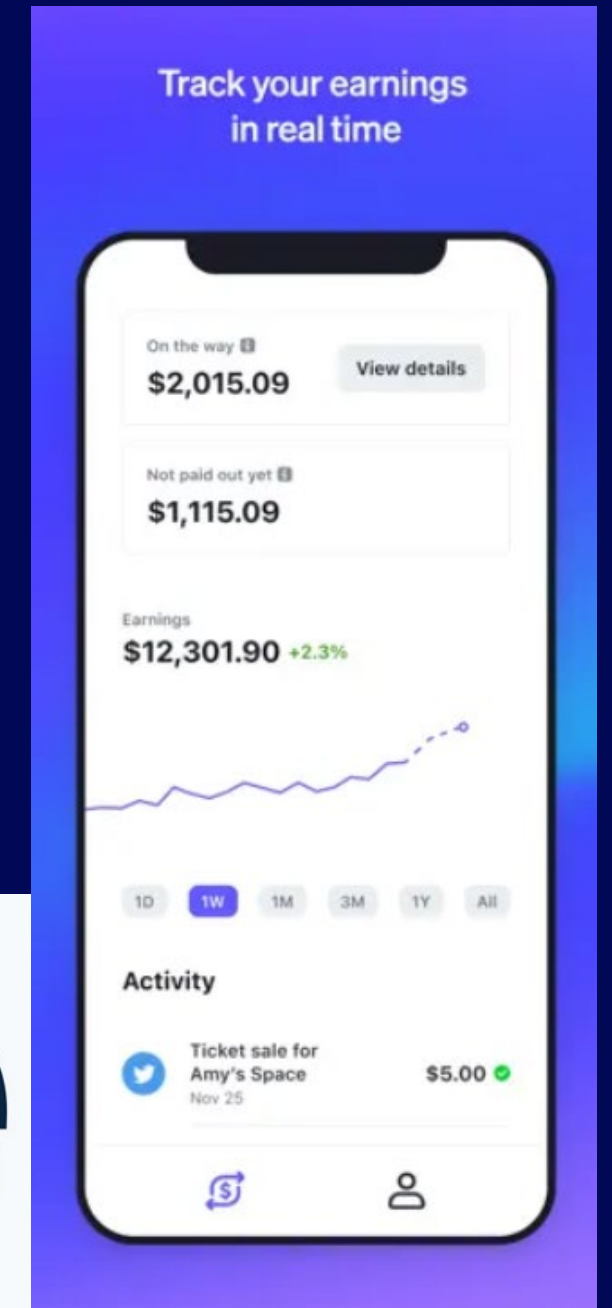 Track your earnings
in real time
On the way
$2,015.09
View details
Not paid out yet
$1,115.09
Earnings
$12,301.90 +2.3%
1D 1W 1M 3M 1Y All
Activity
Ticket sale for
Amy's Space
$5.00
Nov 25